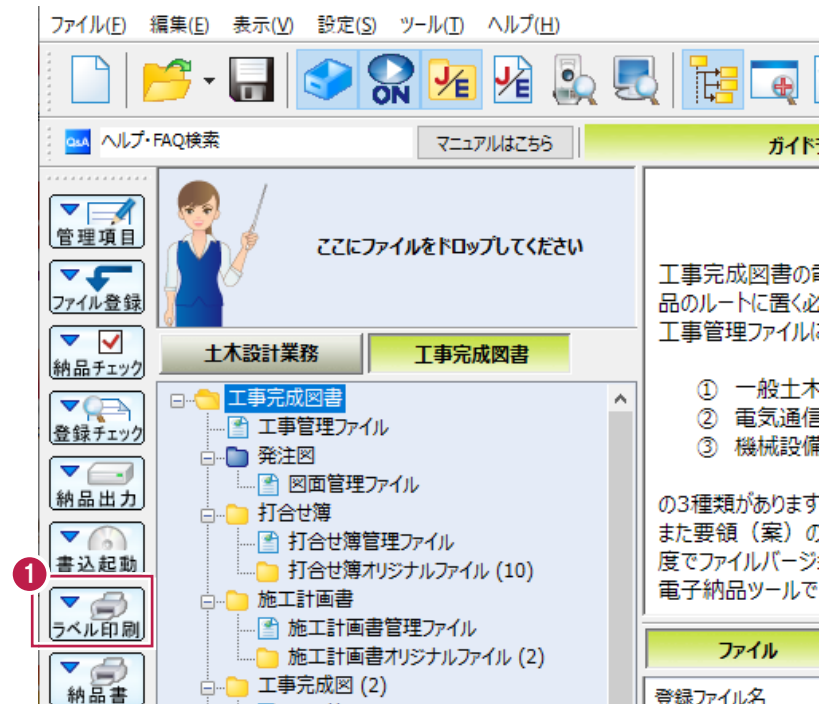 ファイル(F) 編集(E) 表示(V) 設定(S) ツール(T) ヘルプ(H)
ON J/E J/E
Q&A ヘルプ・FAQ検索 マニュアルはこちら ガイド
管理項目
ファイル登録
納品チェック
登録チェック
納品出力
書込起動
1
ラベル印刷
納品書
ここにファイルをドロップしてください
土木設計業務 工事完成図書
工事完成図書
工事管理ファイル
発注図
図面管理ファイル
打合せ簿
打合せ簿管理ファイル
打合せ簿オリジナルファイル (10)
施工計画書
施工計画書管理ファイル
施工計画書オリジナルファイル (2)
工事完成図 (2)
工事完成図書の
品のルートに置く必
工事管理ファイルに
① 一般土木
② 電気通信
③ 機械設備
の3種類があります
また要領（案）の
度でファイルバージ
電子納品ツールで
ファイル
登録ファイル名